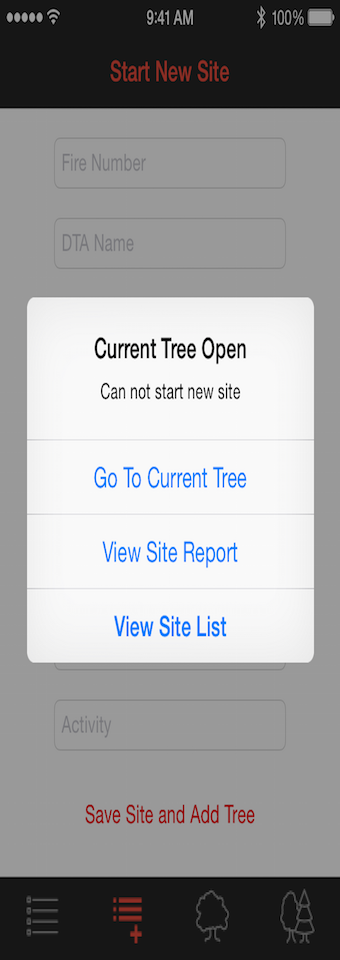 9:41 AM 100%
Start New Site
Fire Number
DTA Name
Current Tree Open
Can not start new site
Go To Current Tree
View Site Report
View Site List
Activity
Save Site and Add Tree